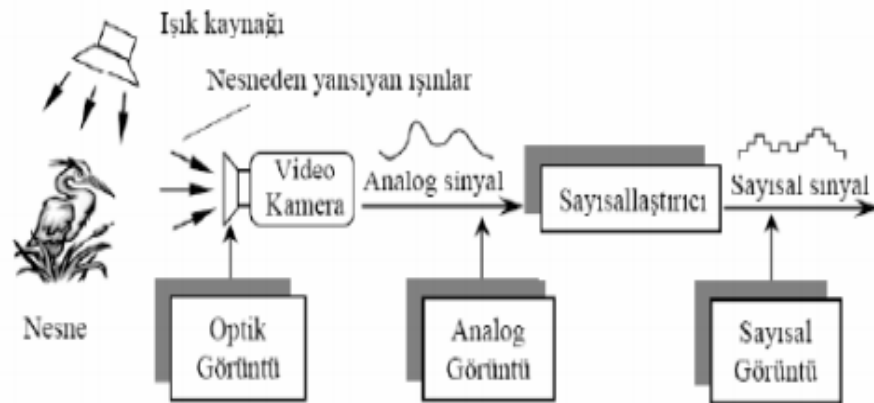 Işık kaynağı
Nesneden yansıyan ışınlar
Video
Kamera
Analog sinyal
Sayısallaştırıcı
Sayısal sinyal
Nesne
Optik
Görüntü
Analog
Görüntü
Sayısal
Görüntü